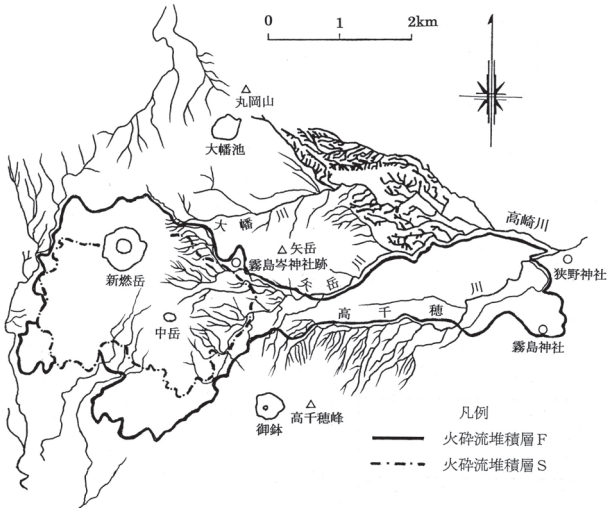 0 1 2km
丸岡山
大幡池
大幡川
高崎川
矢岳
霧島岑神社跡
矢岳川
狭野神社
新燃岳
高千穂川
中岳
霧島神社
高千穂峰
御鉢
凡例
火砕流堆積層F
火砕流堆積層S